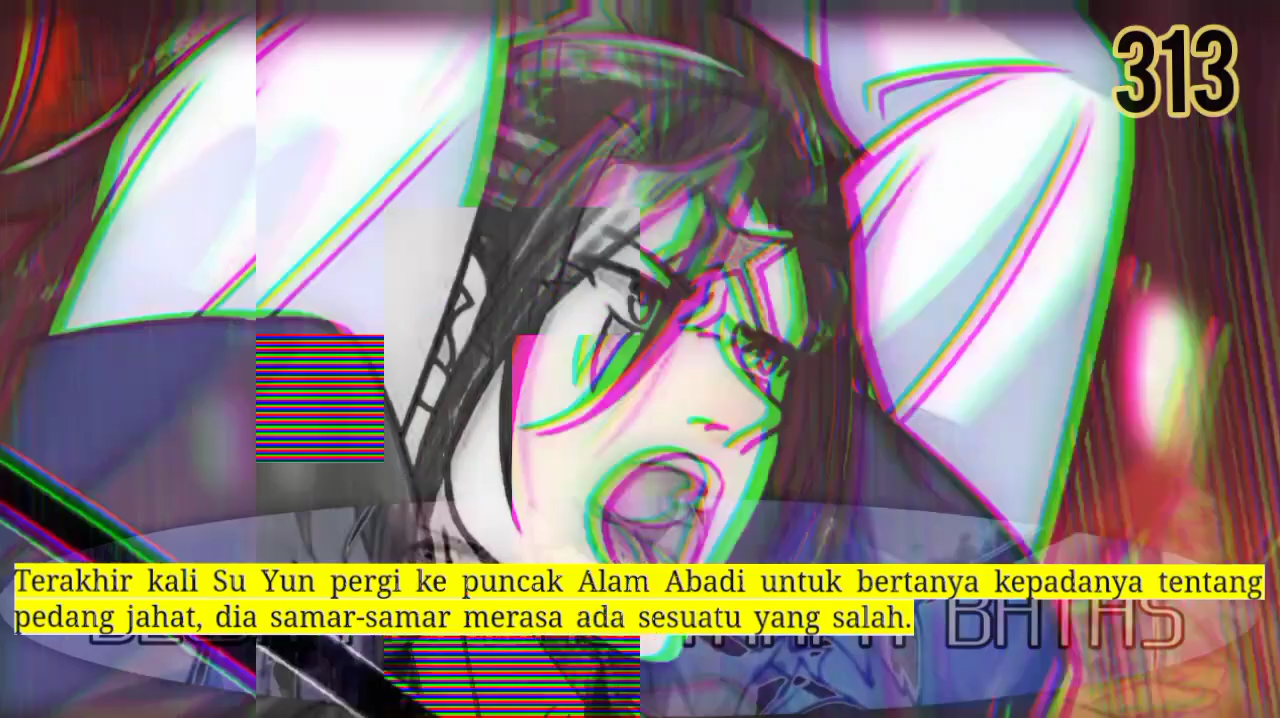 313
Terakhir kali Su Yun pergi ke puncak Alam Abadi untuk bertanya kepadanya tentang
pedang jahat, dia samar-samar merasa ada sesuatu yang salah.
BATAS